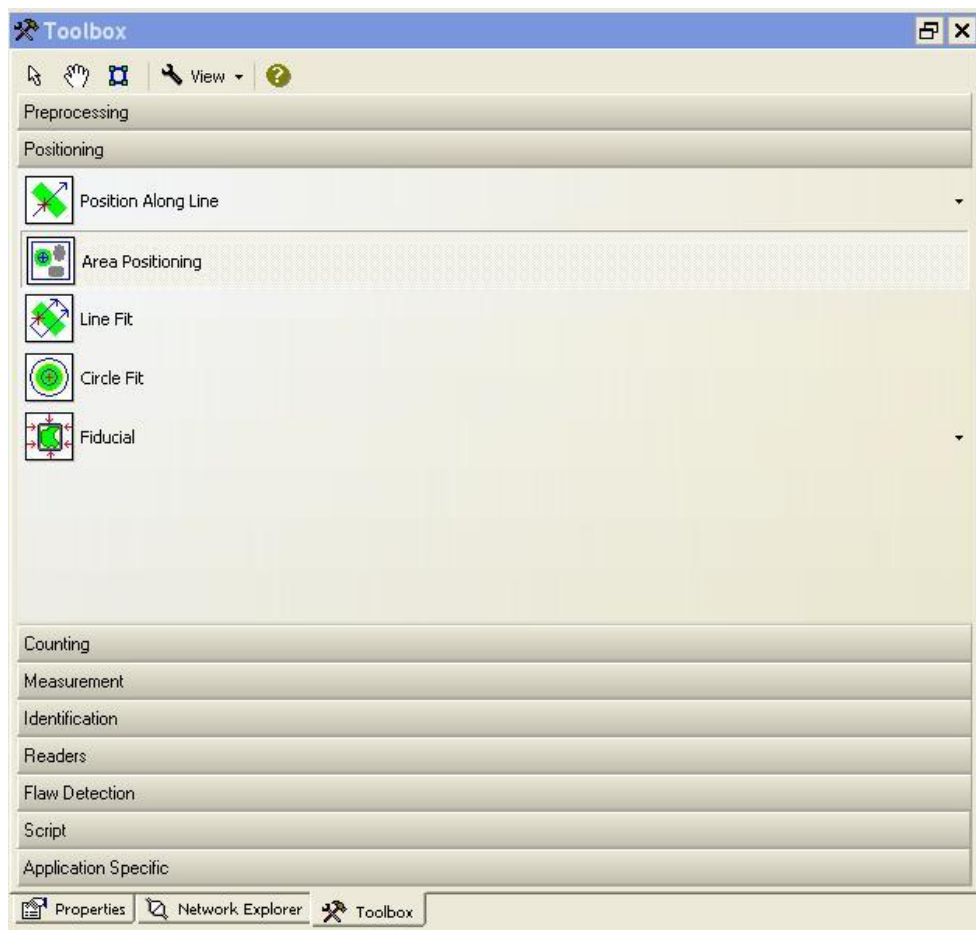 Toolbox
View
Preprocessing
Positioning
Position Along Line
Area Positioning
Line Fit
Circle Fit
Fiducial
Counting
Measurement
Identification
Readers
Flaw Detection
Script
Application Specific
Properties Network Explorer Toolbox